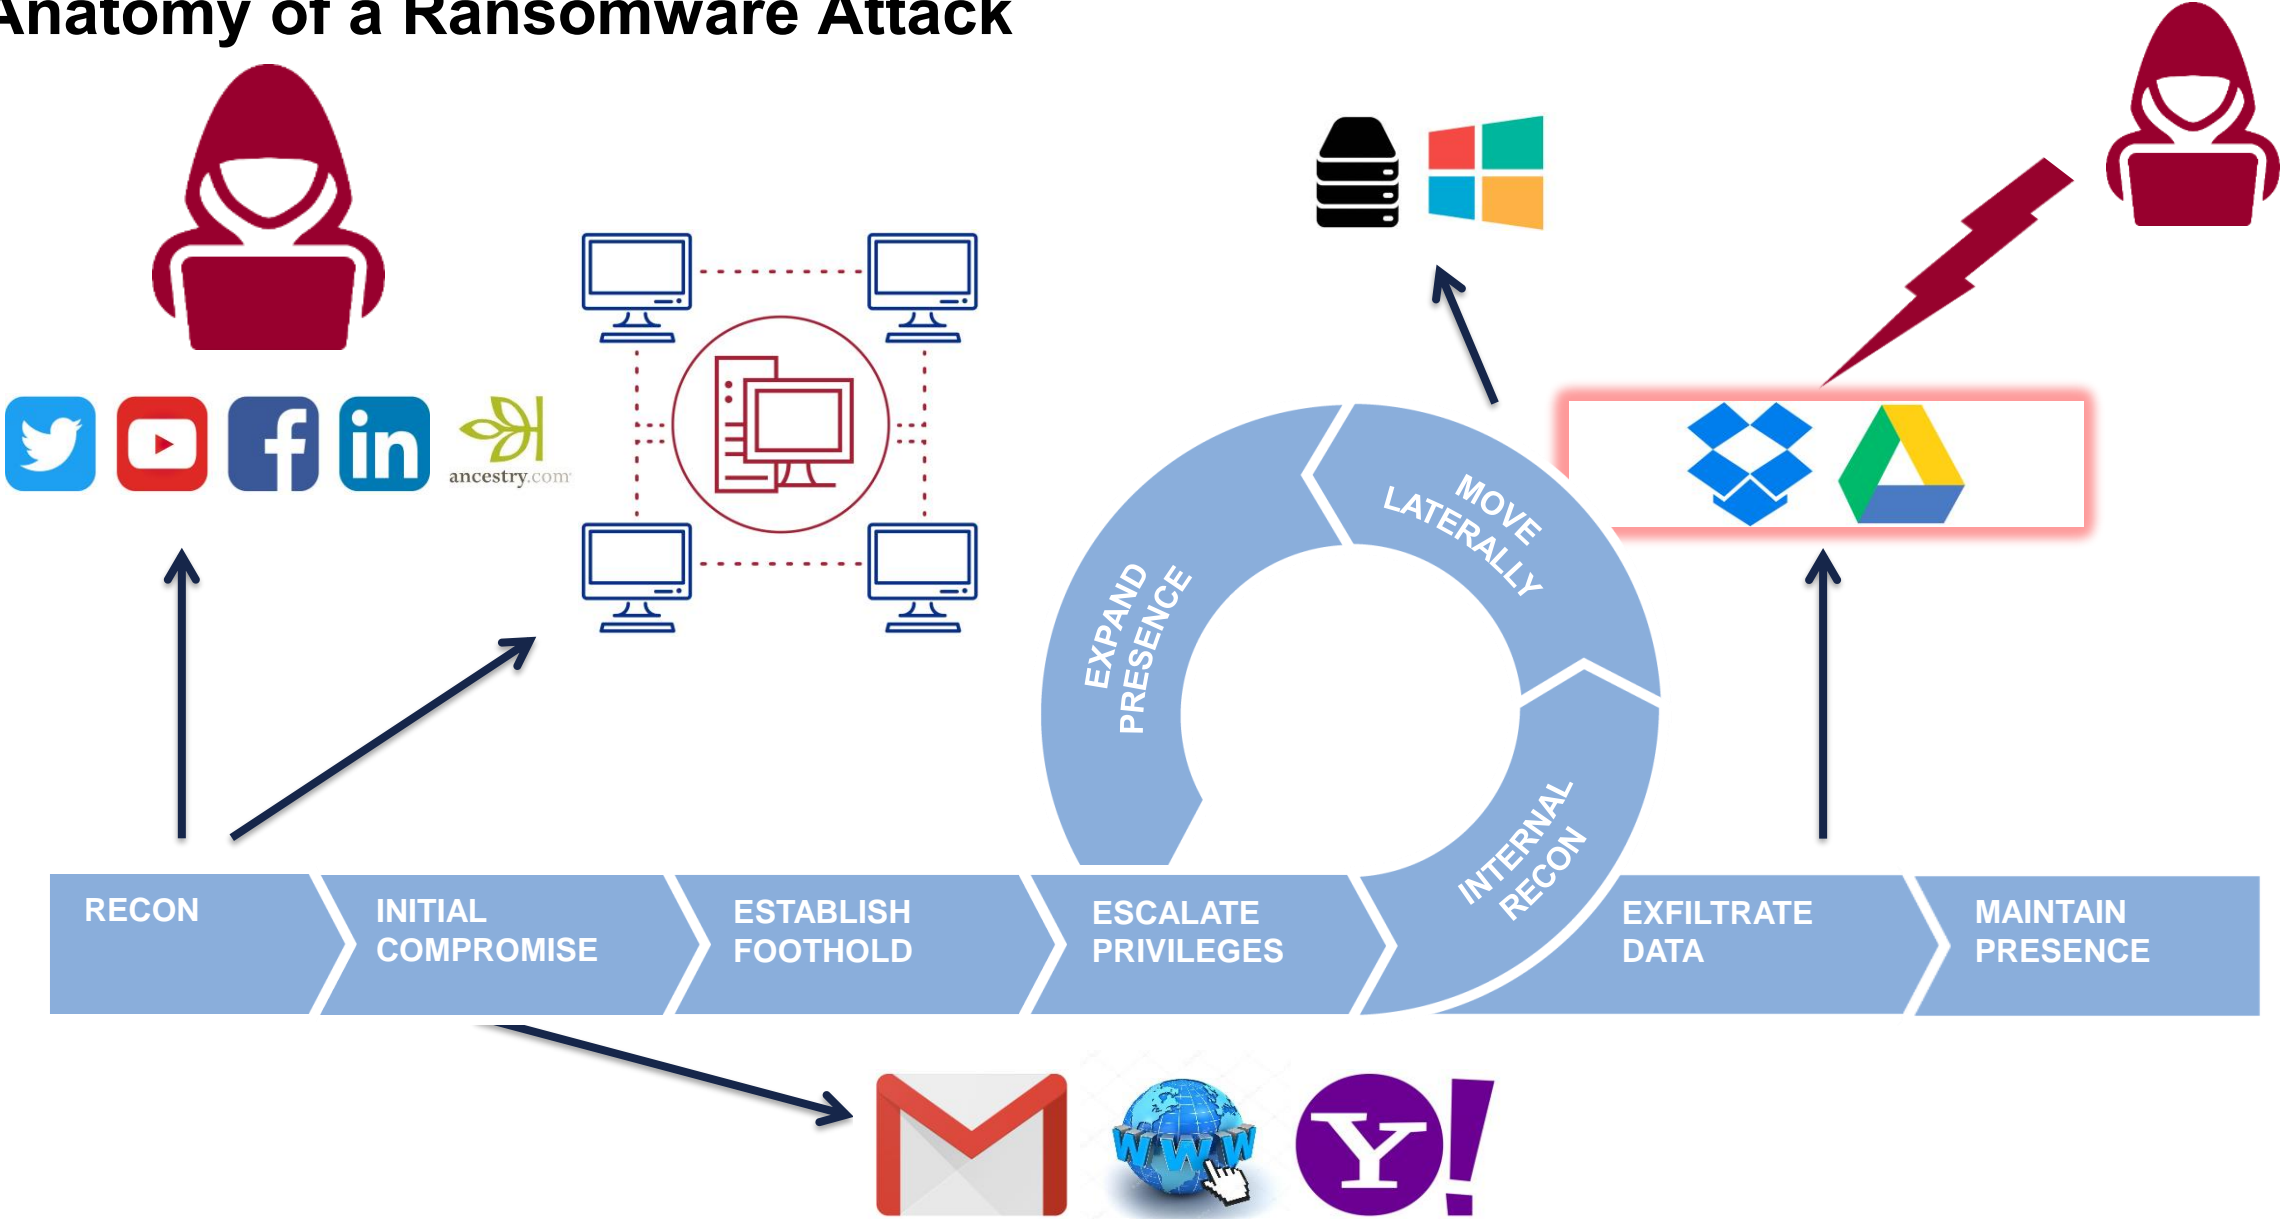 Anatomy of a Ransomware Attack
in
ancestry.com
MOVE
LATERALLY
EXPAND
PRESENCE
INTERNAL
RECON
RECON
INITIAL
COMPROMISE
ESTABLISH
FOOTHOLD
ESCALATE
PRIVILEGES
EXFILTRATE
DATA
MAINTAIN
PRESENCE
WWW
Y!